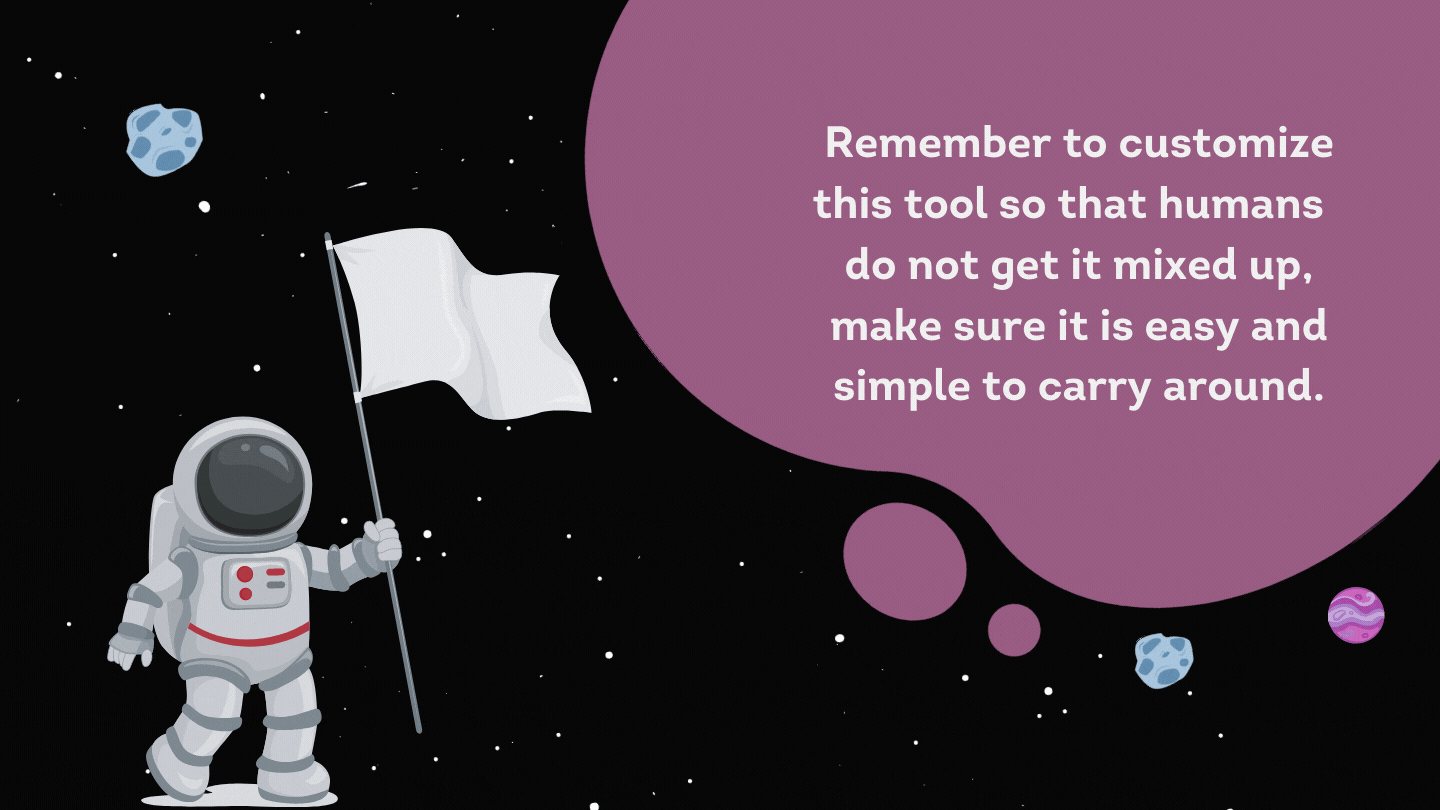 Remember to customize
this tool so that humans
do not get it mixed up,
make sure it is easy and
simple to carry around.